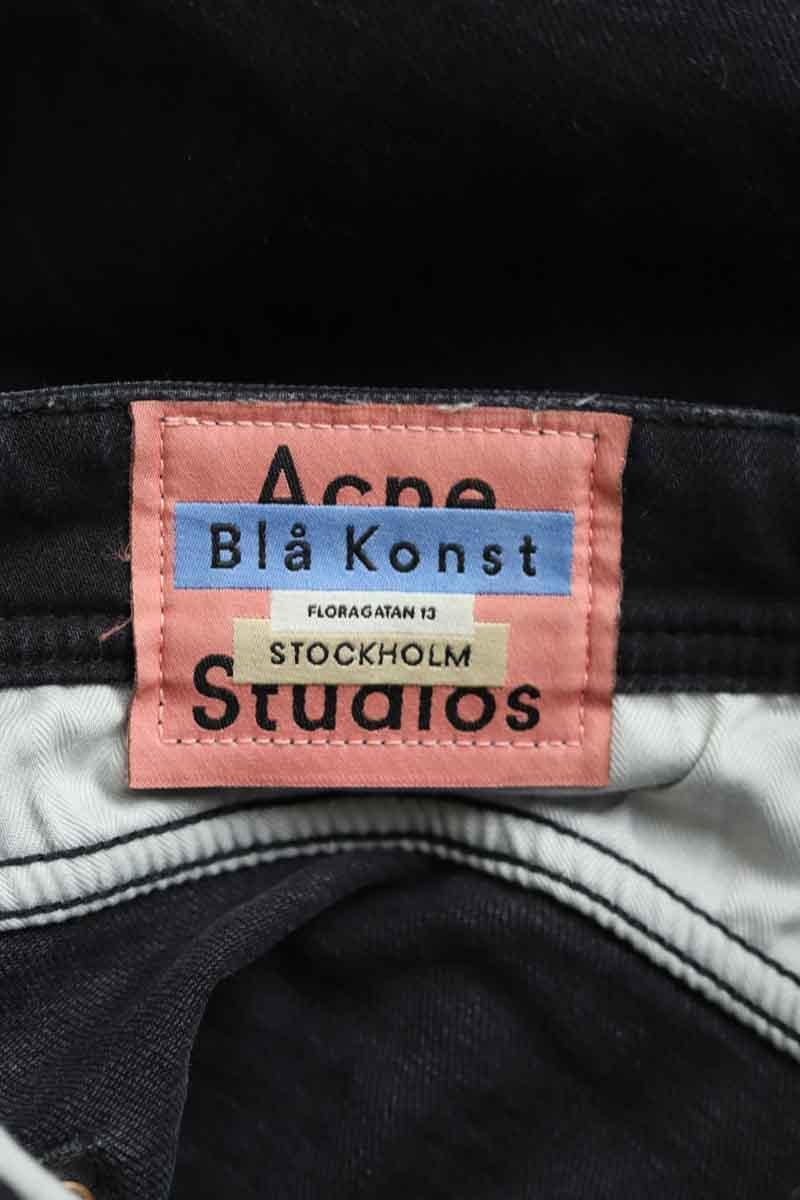 Acne
Blå Konst
FLORAGATAN 13
STOCKHOLM
Studios